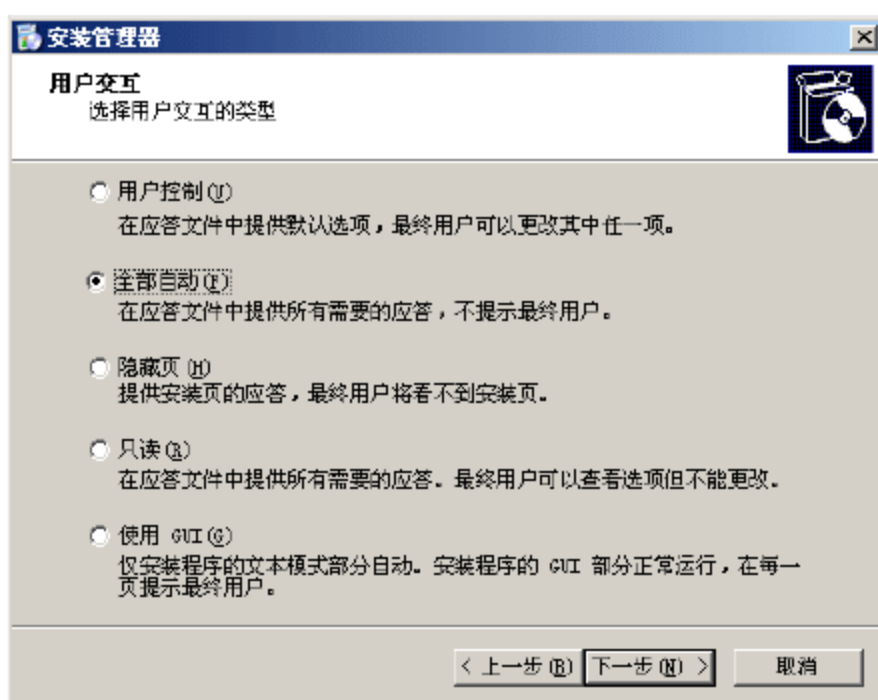 安装管理器
用户交互
选择用户交互的类型
用户控制(U)
在应答文件中提供默认选项，最终用户可以更改其中任一项。
全部自动(F)
在应答文件中提供所有需要的应答，不提示最终用户。
隐藏页(H)
提供安装页的应答，最终用户将看不到安装页。
只读(R)
在应答文件中提供所有需要的应答。最终用户可以查看选项但不能更改。
使用 GUI(G)
仅安装程序的文本模式部分自动。安装程序的 GUI 部分正常运行，在每一
页提示最终用户。
< 上一步(B) 下一步(N) > 取消